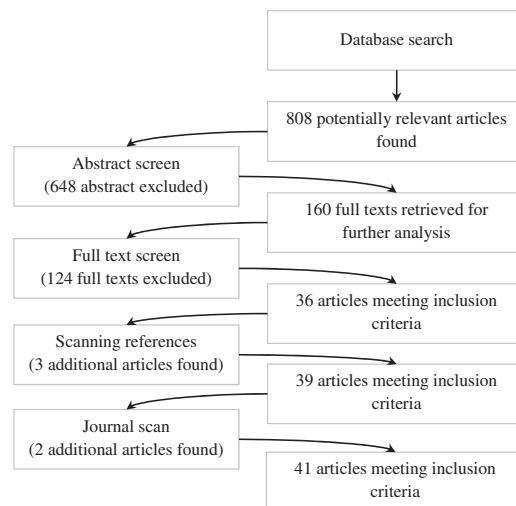 Database search
808 potentially relevant articles
found
Abstract screen
(648 abstract excluded)
160 full texts retrieved for
further analysis
Full text screen
(124 full texts excluded)
36 articles meeting inclusion
criteria
Scanning references
(3 additional articles found)
39 articles meeting inclusion
criteria
Journal scan
(2 additional articles found)
41 articles meeting inclusion
criteria